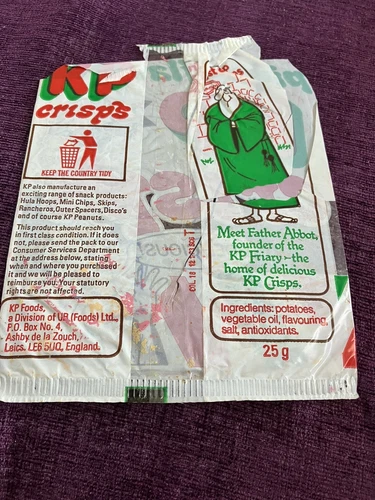 KP
crisps
KEEP THE COUNTRY TIDY
KP also manufacture an
exciting range of snack products:
Hula Hoops, Mini Chips, Skips,
Rancheros, Outer Spacers, Disco's
and of course KP Peanuts.
This product should reach you
in first class condition. If it does
not, please send the pack to our
Consumer Services Department
at the address below, stating
when and where you purchased
it and we will be pleased to
reimburse you. Your statutory
rights are not affected.
KP Foods,
a Division of UB (Foods) Ltd.,
P.O. Box No. 4,
Ashby de la Zouch,
Leics. LE6 5UQ, England.
Meet Father Abbot,
founder of the
KP Friary – the
home of delicious
KP Crisps.
Ingredients: potatoes,
vegetable oil, flavouring,
salt, antioxidants.
25 g